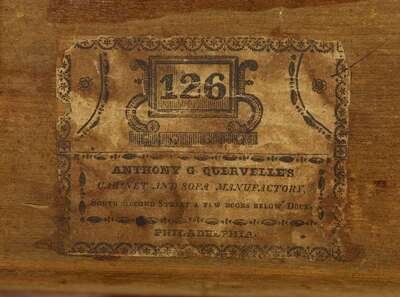 126
ANTHONY G QUERVELLE'S
CABINET AND SOFA MANUFACTORY,
SOUTH SECOND STREET A FEW DOORS BELOW DOCK,
PHILADELPHIA.